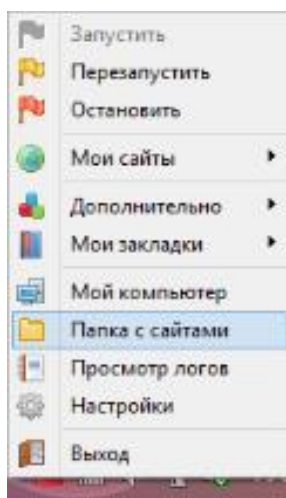 Запустить
Перезапустить
Остановить
Мои сайты
Дополнительно
Мои закладки
Мой компьютер
Папка с сайтами
Просмотр логов
Настройки
Выход